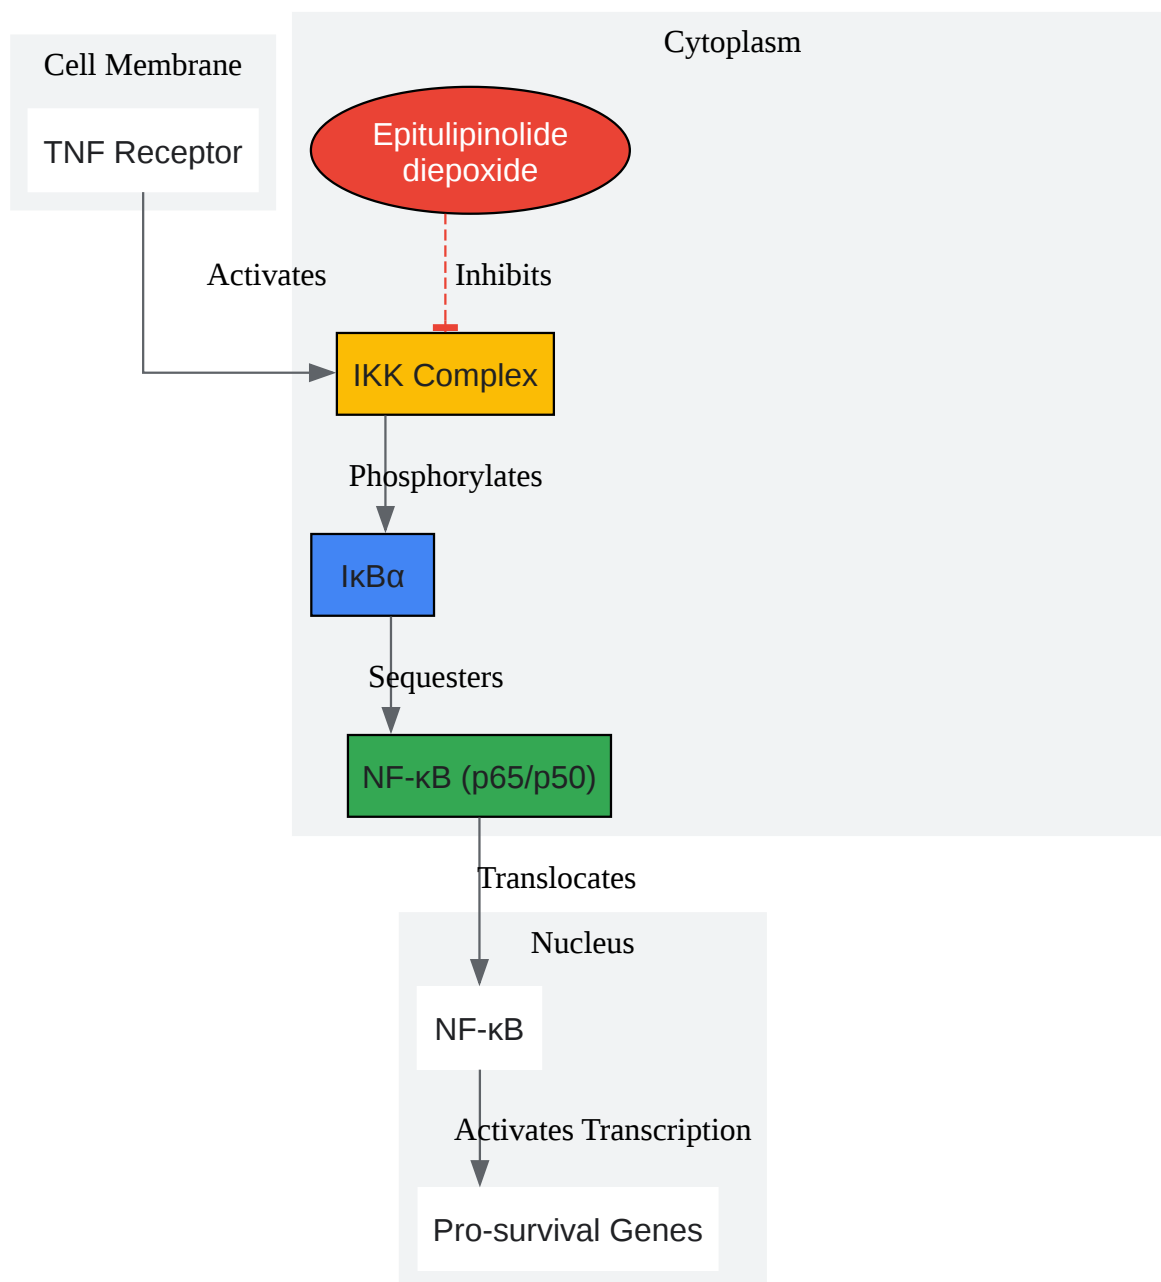 Cytoplasm
Cell Membrane
TNF Receptor
Epitulipinolide
diepoxide
Activates
Inhibits
IKK Complex
Phosphorylates
IκBα
Sequesters
NF-κB (p65/p50)
Translocates
Nucleus
NF-κB
Activates Transcription
Pro-survival Genes